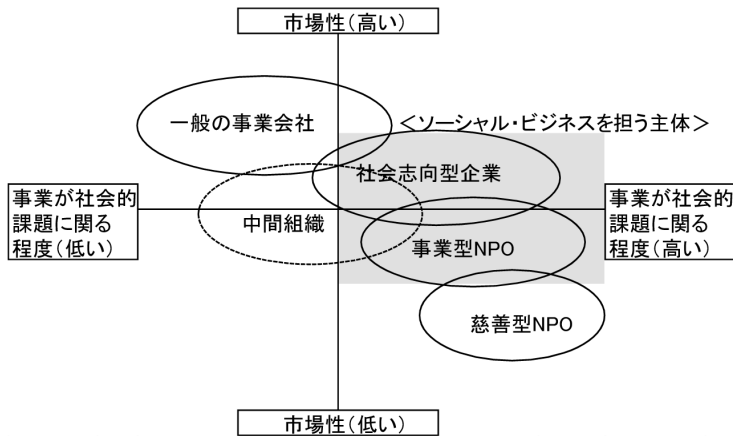 市場性（高い）
一般の事業会社
＜ソーシャル・ビジネスを担う主体＞
社会志向型企業
事業が社会的
課題に関る
程度（低い）
中間組織
事業が社会的
課題に関る
程度（高い）
事業型NPO
慈善型NPO
市場性（低い）